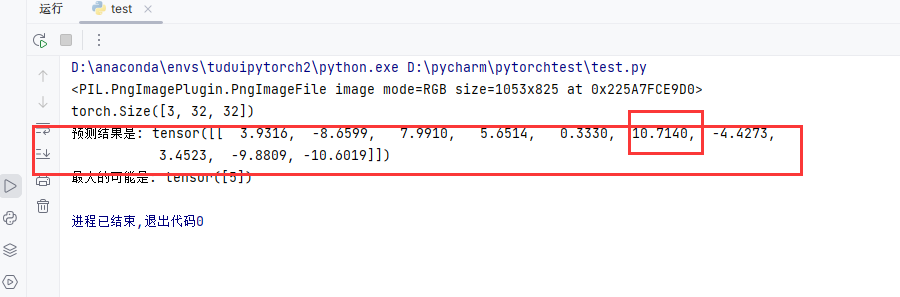 运行
test
D:\anaconda\envs\tuduipytorch2\python.exe D:\pycharm\pytorchtest\test.py
<PIL.PngImagePlugin.PngImageFile image mode=RGB size=1053x825 at 0x225A7FCE9D0>
torch.Size([3, 32, 32])
预测结果是: tensor([[  3.9316,  -8.6599,   7.9910,   5.6514,   0.3330,  10.7140,  -4.4273,
3.4523,  -9.8809, -10.6019]])
最大的可能是: tensor([5])
进程已结束,退出代码0